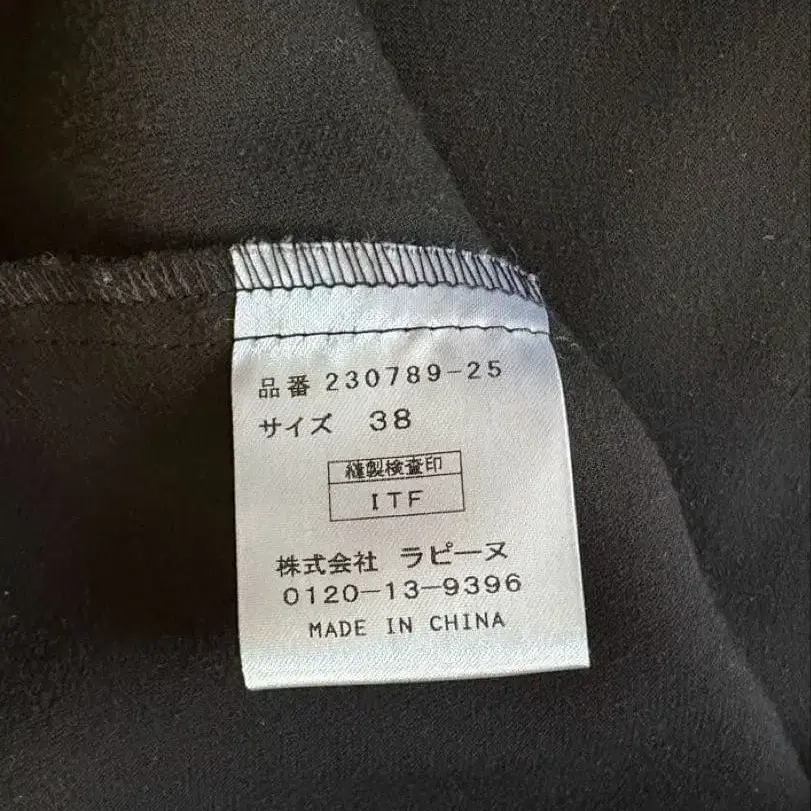 品番 230789-25
サイズ 38
縫製検査印
ITF
株式会社 ラピーヌ
0120-13-9396
MADE IN CHINA